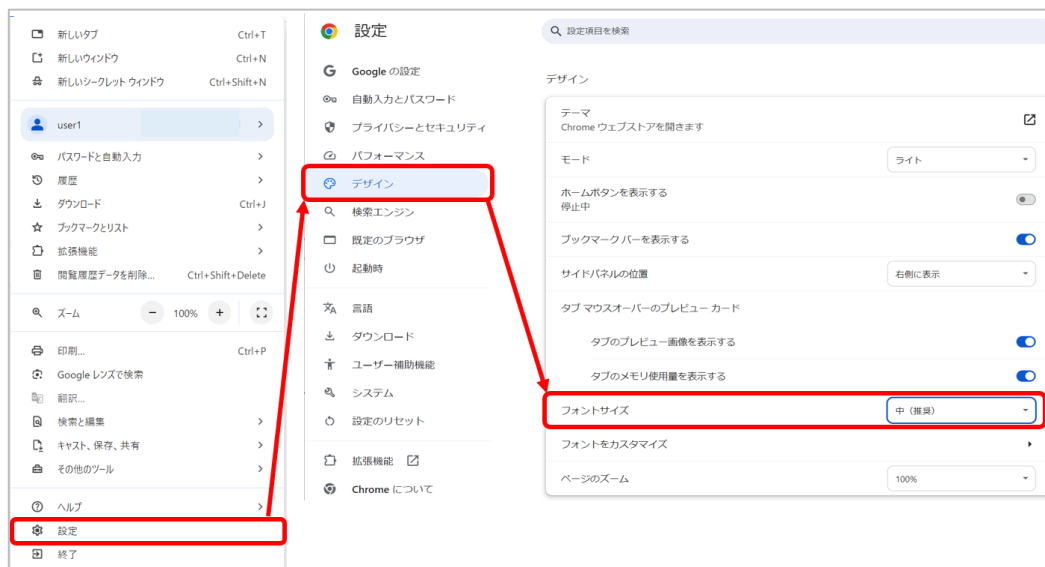 新しいタブ Ctrl+T
新しいウィンドウ Ctrl+N
新しいシークレット ウィンドウ Ctrl+Shift+N
user1
パスワードと自動入力
履歴
ダウンロード Ctrl+J
ブックマークとリスト
拡張機能
閲覧履歴データを削除... Ctrl+Shift+Delete
ズーム − 100% +
印刷... Ctrl+P
Google レンズで検索
翻訳...
検索と編集
キャスト、保存、共有
その他のツール
ヘルプ
設定
終了
設定
Google の設定
自動入力とパスワード
プライバシーとセキュリティ
パフォーマンス
デザイン
検索エンジン
既定のブラウザ
起動時
言語
ダウンロード
ユーザー補助機能
システム
設定のリセット
拡張機能
Chrome について
設定項目を検索
デザイン
テーマ
Chrome ウェブストアを開きます
モード ライト
ホームボタンを表示する
停止中
ブックマーク バーを表示する
サイドパネルの位置 右側に表示
タブ マウスオーバーのプレビュー カード
タブのプレビュー画像を表示する
タブのメモリ使用量を表示する
フォントサイズ 中（推奨）
フォントをカスタマイズ
ページのズーム 100%